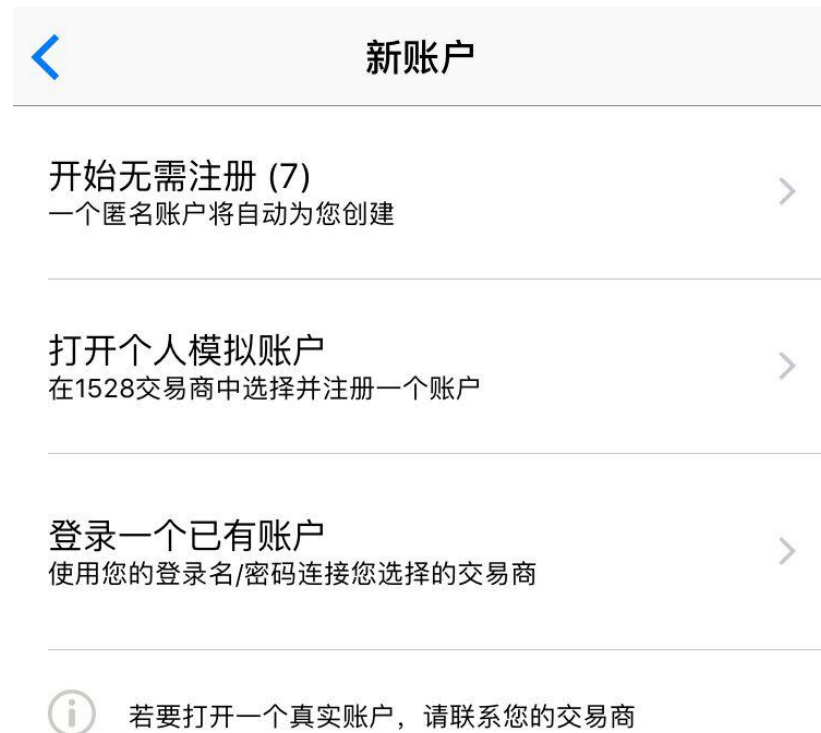 新账户
开始无需注册 (7)
一个匿名账户将自动为您创建
打开个人模拟账户
在1528交易商中选择并注册一个账户
登录一个已有账户
使用您的登录名/密码连接您选择的交易商
若要打开一个真实账户，请联系您的交易商